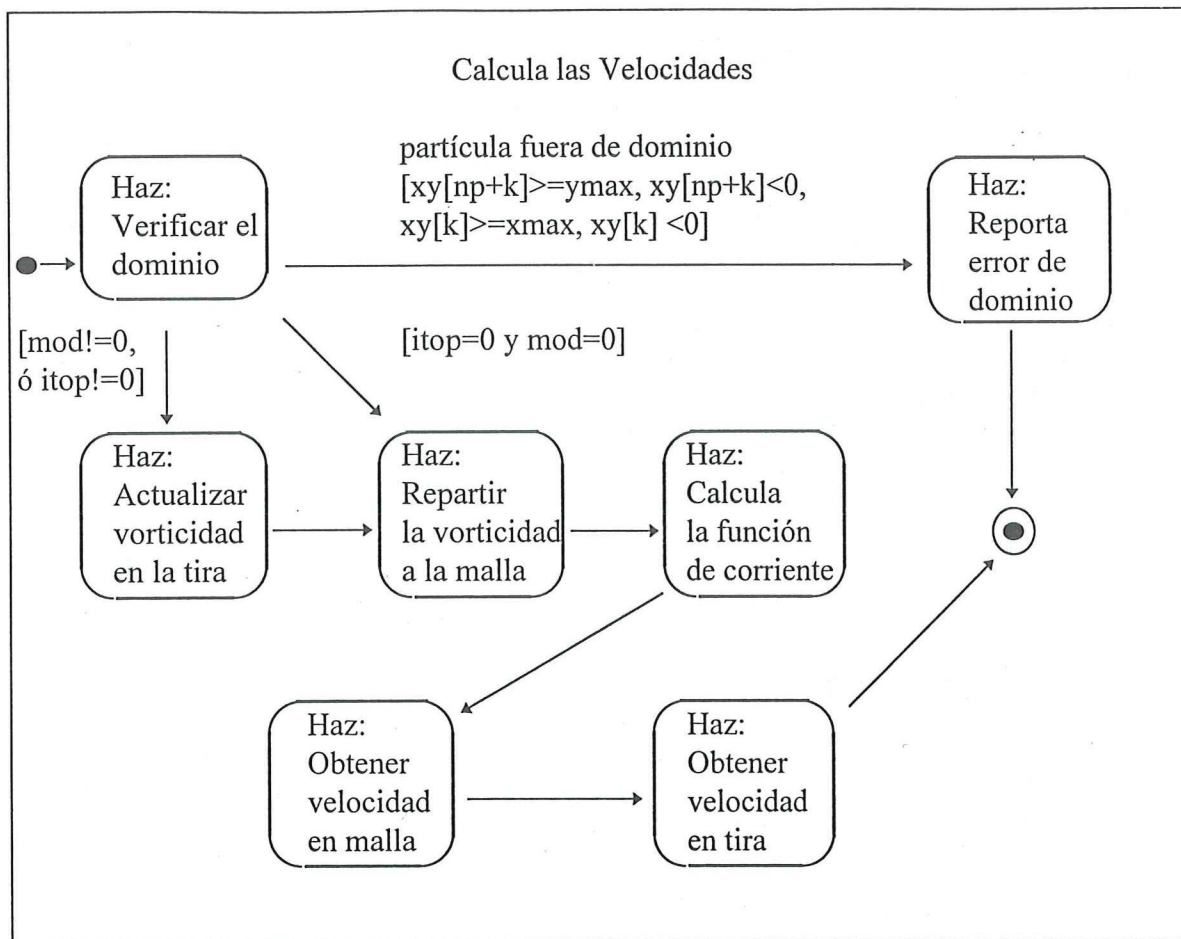 Calcula las Velocidades
partícula fuera de dominio
[xy[np+k]>=ymax, xy[np+k]<0,
xy[k]>=xmax, xy[k] <0]
Haz:
Verificar el
dominio
Haz:
Reporta
error de
dominio
[mod!=0,
ó itop!=0]
[itop=0 y mod=0]
Haz:
Actualizar
vorticidad
en la tira
Haz:
Repartir
la vorticidad
a la malla
Haz:
Calcula
la función
de corriente
Haz:
Obtener
velocidad
en malla
Haz:
Obtener
velocidad
en tira